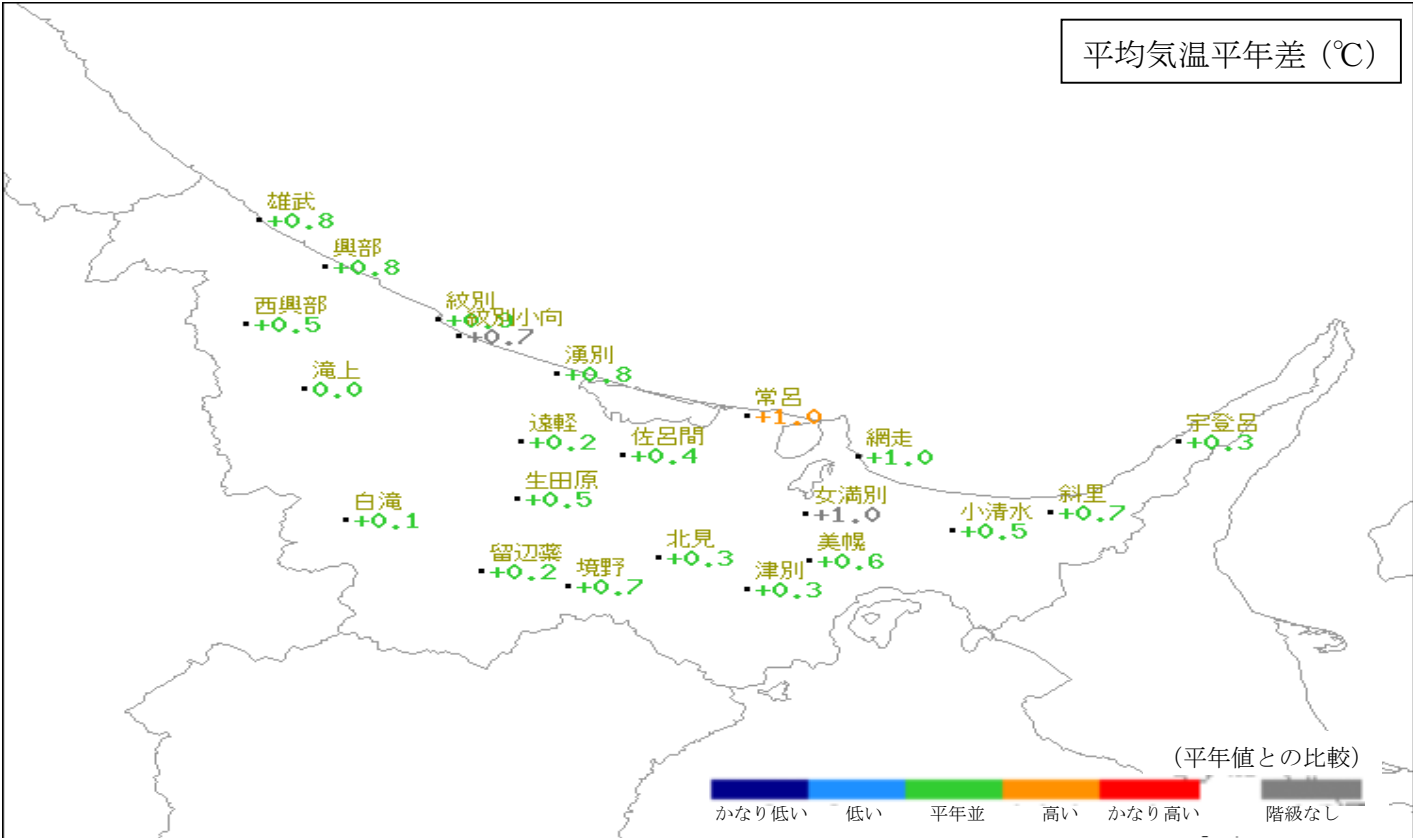 平均気温平年差（℃）
雄武
+0.8
興部
+0.8
西興部
+0.5
紋別
紋別小向
+0.7
滝上
0.0
湧別
+0.8
常呂
+1.0
遠軽
+0.2
佐呂間
+0.4
網走
+1.0
宇登呂
+0.3
生田原
+0.5
白滝
+0.1
女満別
+1.0
小清水
+0.5
斜里
+0.7
留辺蘂
+0.2
境野
+0.7
北見
+0.3
津別
+0.3
美幌
+0.6
（平年値との比較）
かなり低い 低い 平年並 高い かなり高い 階級なし